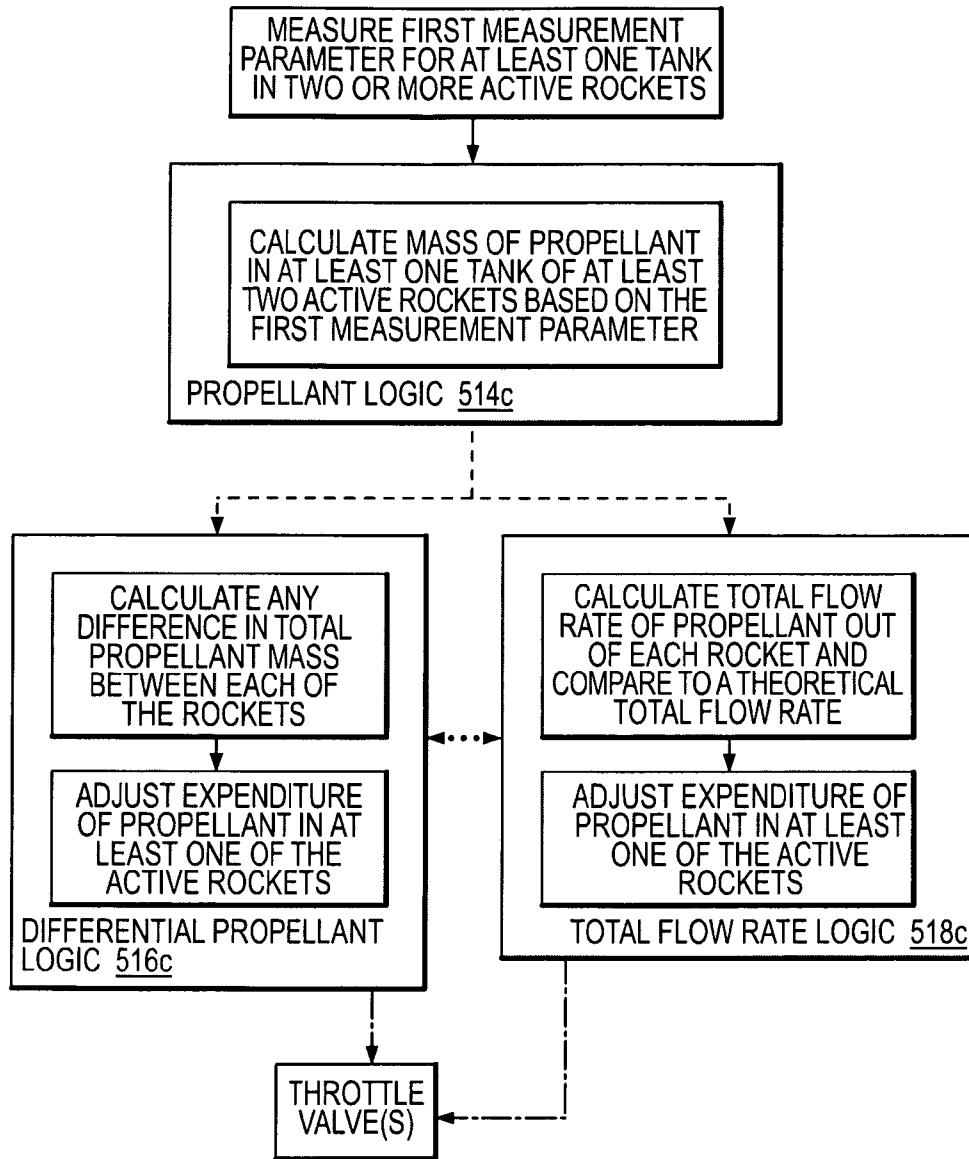 MEASURE FIRST MEASUREMENT
PARAMETER FOR AT LEAST ONE TANK
IN TWO OR MORE ACTIVE ROCKETS
CALCULATE MASS OF PROPELLANT
IN AT LEAST ONE TANK OF AT LEAST
TWO ACTIVE ROCKETS BASED ON THE
FIRST MEASUREMENT PARAMETER
PROPELLANT LOGIC 514c
CALCULATE ANY
DIFFERENCE IN TOTAL
PROPELLANT MASS
BETWEEN EACH OF
THE ROCKETS
ADJUST EXPENDITURE
OF PROPELLANT IN AT
LEAST ONE OF THE
ACTIVE ROCKETS
DIFFERENTIAL PROPELLANT
LOGIC 516c
CALCULATE TOTAL FLOW
RATE OF PROPELLANT OUT
OF EACH ROCKET AND
COMPARE TO A THEORETICAL
TOTAL FLOW RATE
ADJUST EXPENDITURE OF
PROPELLANT IN AT LEAST
ONE OF THE ACTIVE
ROCKETS
TOTAL FLOW RATE LOGIC 518c
THROTTLE
VALVE(S)